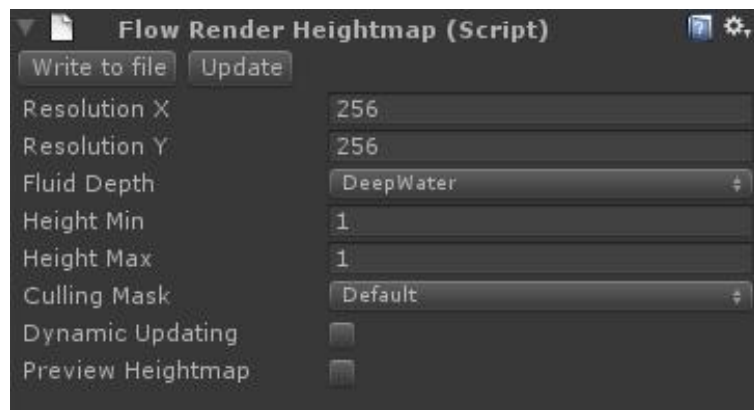 Flow Render Heightmap (Script)
Write to file Update
Resolution X 256
Resolution Y 256
Fluid Depth DeepWater
Height Min 1
Height Max 1
Culling Mask Default
Dynamic Updating
Preview Heightmap